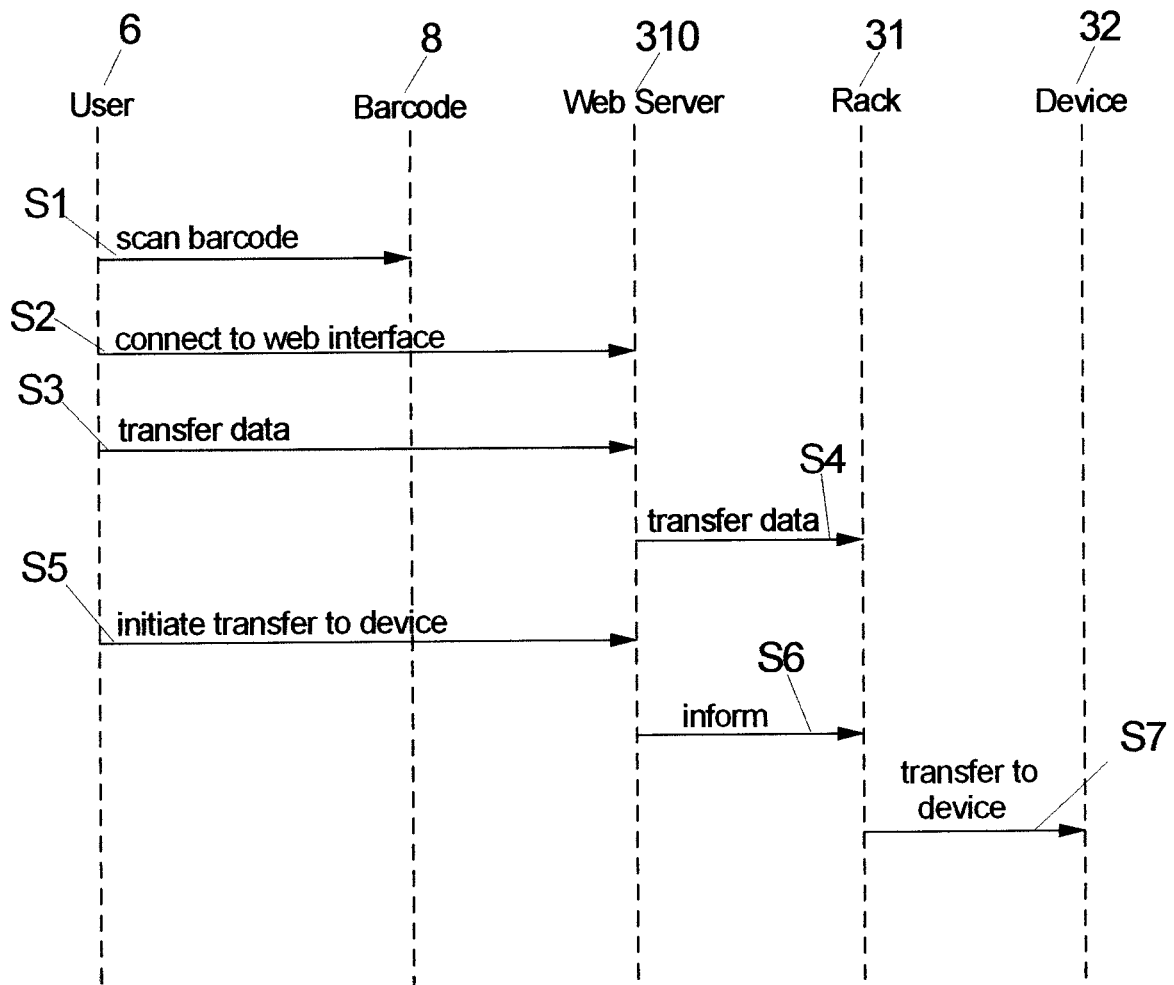 6 8 310 31 32
User Barcode Web Server Rack Device
S1
scan barcode
S2
connect to web interface
S3
transfer data
S4
transfer data
S5
initiate transfer to device
S6
inform
S7
transfer to
device